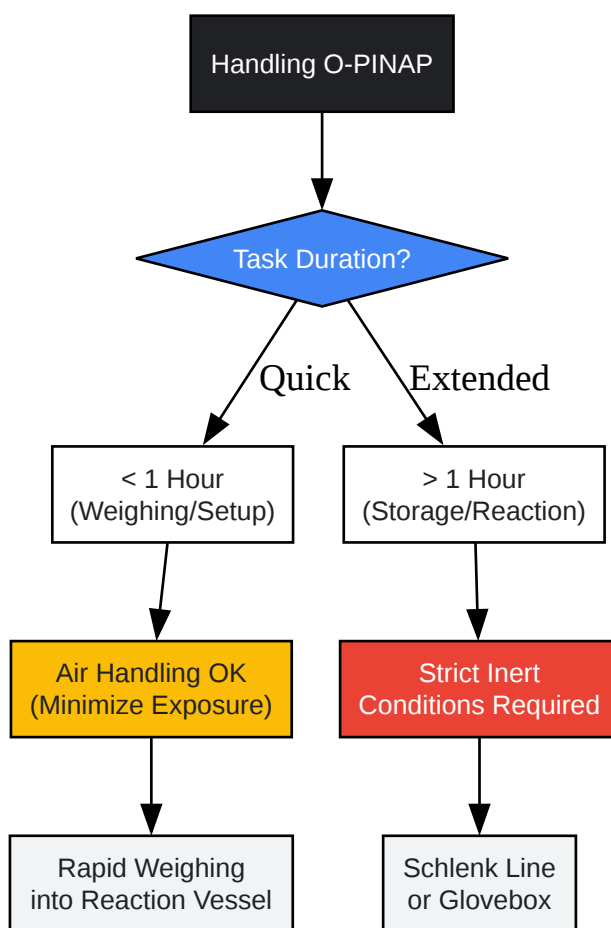 Handling O-PINAP
Task Duration?
Quick
Extended
< 1 Hour
(Weighing/Setup)
> 1 Hour
(Storage/Reaction)
Air Handling OK
(Minimize Exposure)
Strict Inert
Conditions Required
Rapid Weighing
into Reaction Vessel
Schlenk Line
or Glovebox